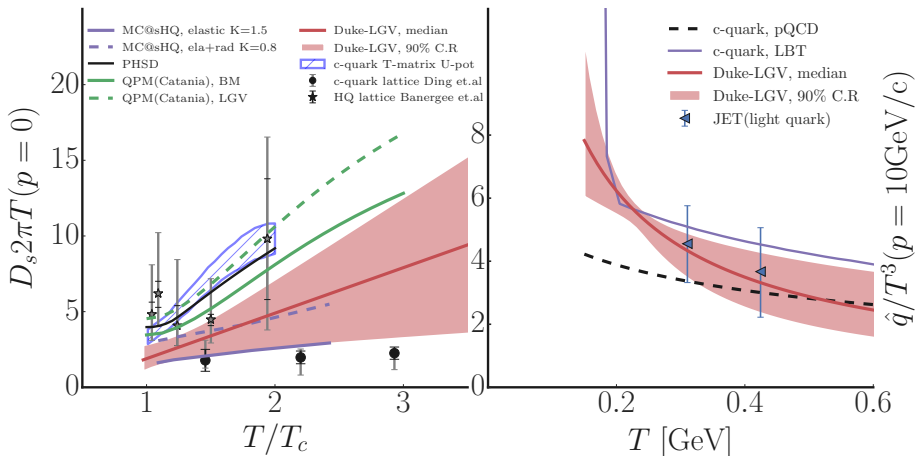 MC@sHQ, elastic K=1.5
MC@sHQ, ela+rad K=0.8
PHSD
QPM(Catania), BM
QPM(Catania), LGV
Duke-LGV, median
Duke-LGV, 90% C.R
c-quark T-matrix U-pot
c-quark lattice Ding et.al
HQ lattice Banergee et.al
20
15
10
5
0
D_s2πT(p = 0)
1
2
3
T/T_c
c-quark, pQCD
c-quark, LBT
Duke-LGV, median
Duke-LGV, 90% C.R
JET(light quark)
8
6
4
2
0
q̂/T³(p = 10GeV/c)
0.2
0.4
0.6
T [GeV]